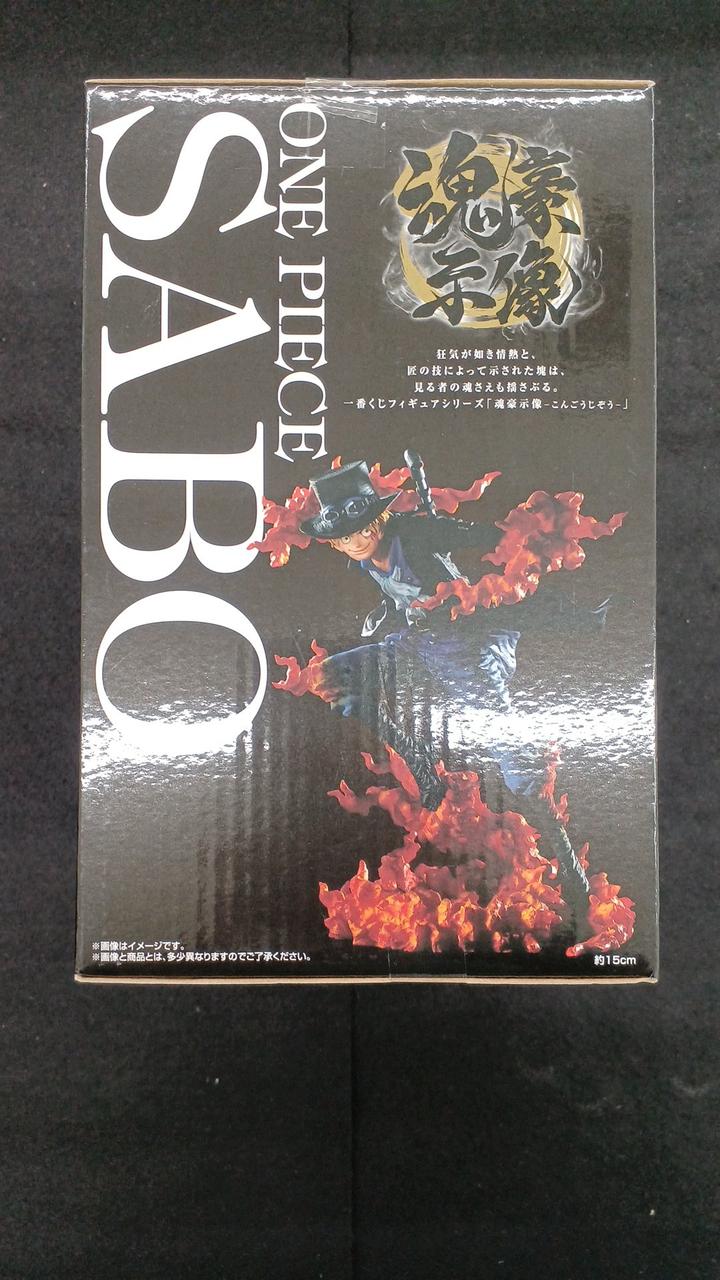 ONE PIECE
SABO
魂豪
示像
狂気が如き情熱と、
匠の技によって示された塊は、
見る者の魂さえも揺さぶる。
一番くじフィギュアシリーズ「魂豪示像-こんごうじぞう-」
※画像はイメージです。
※画像と商品とは、多少異なりますのでご了承ください。
約15cm